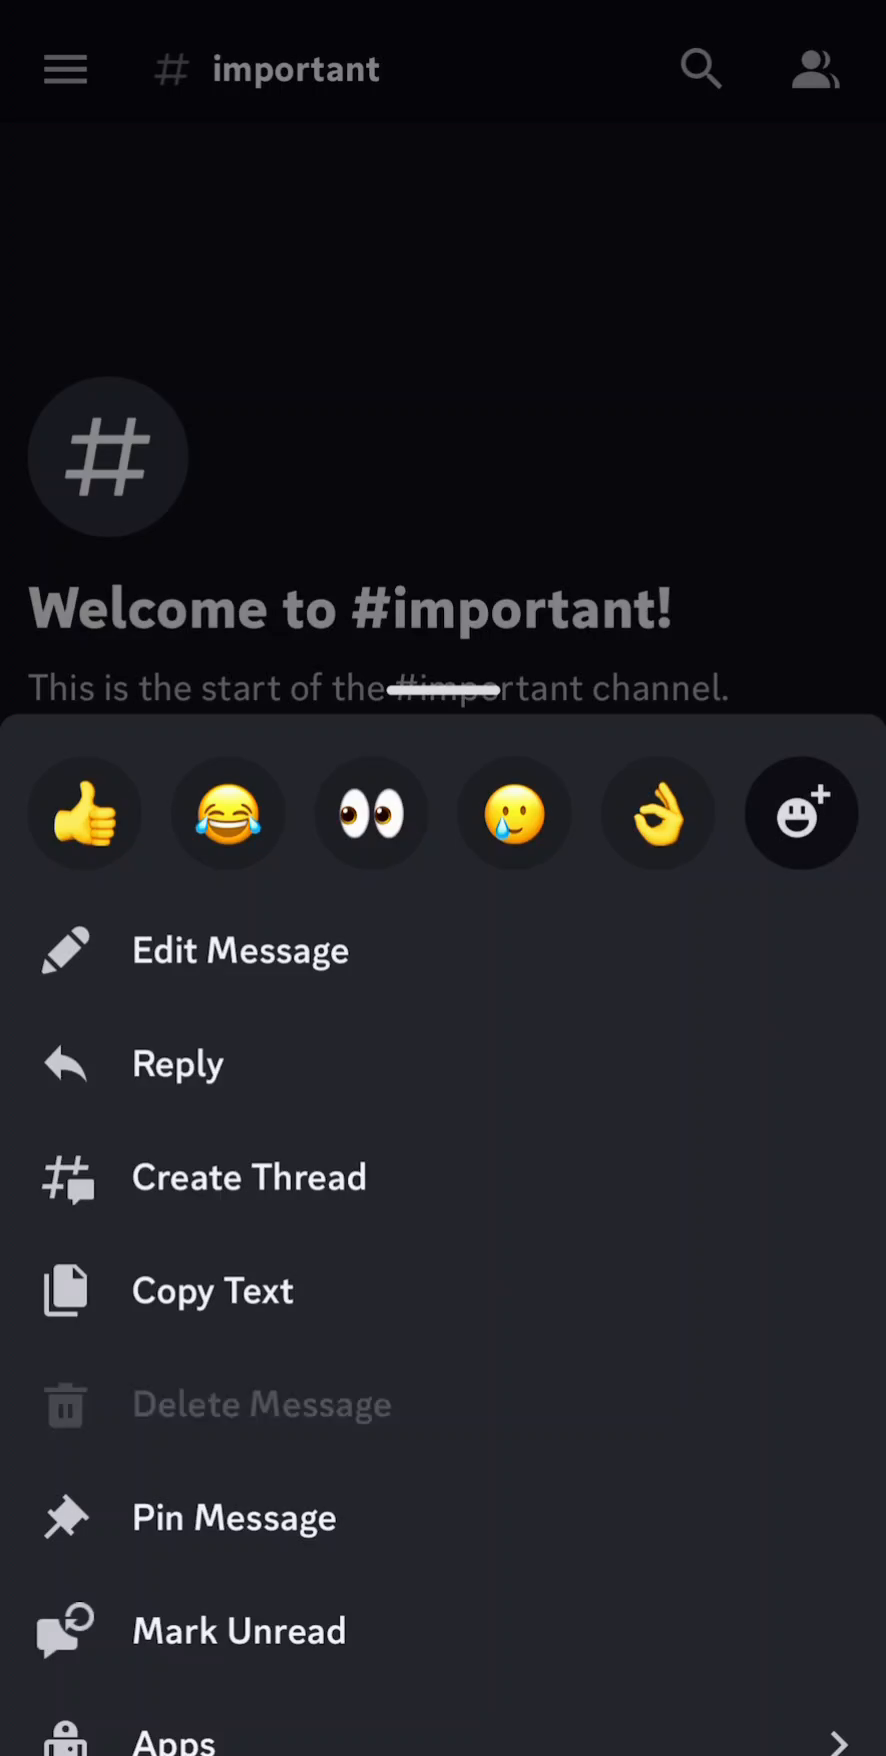 # important
Welcome to #important!
This is the start of the #important channel.
Edit Message
Reply
Create Thread
Copy Text
Delete Message
Pin Message
Mark Unread
Apps